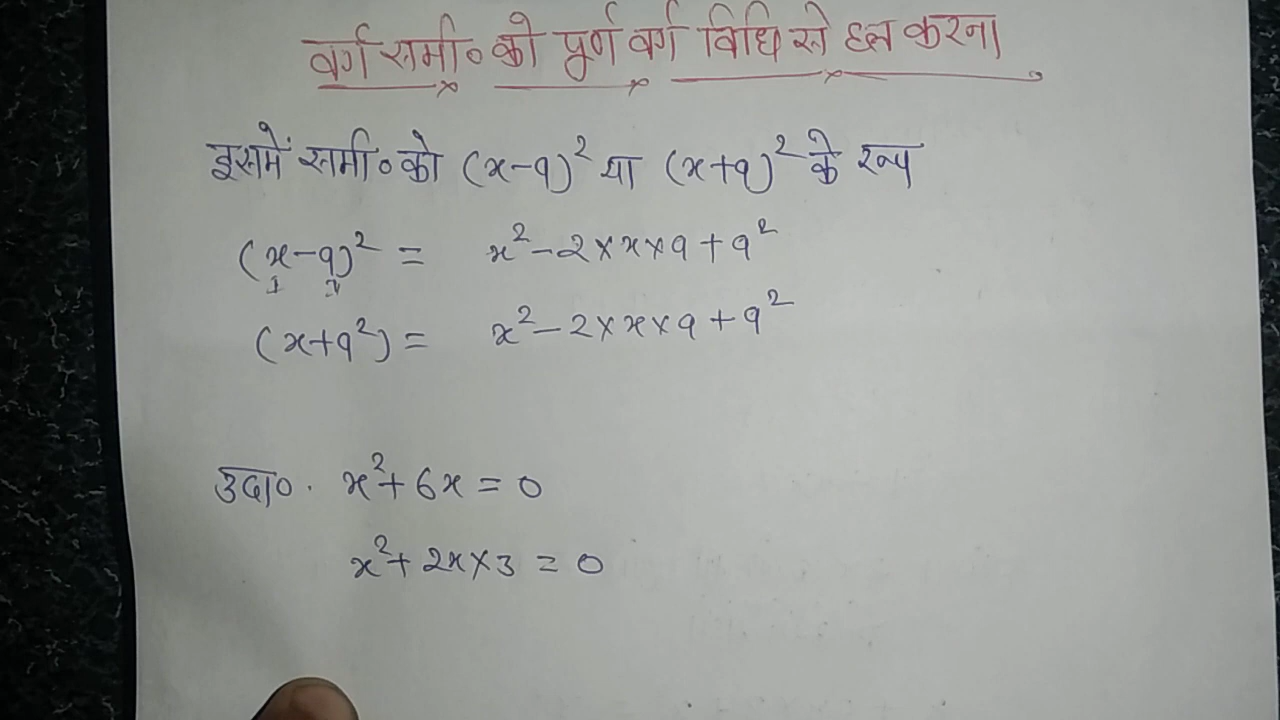 वर्ग समी० को पूर्ण वर्ग विधि से हल करना
इसमें समी० को (x-a)² या (x+a)² के रूप
(x-a)² = x²-2×x×a+a²
I II
(x+a²) = x²-2×x×a+a²
उदा०. x²+6x=0
x²+2x×3=0